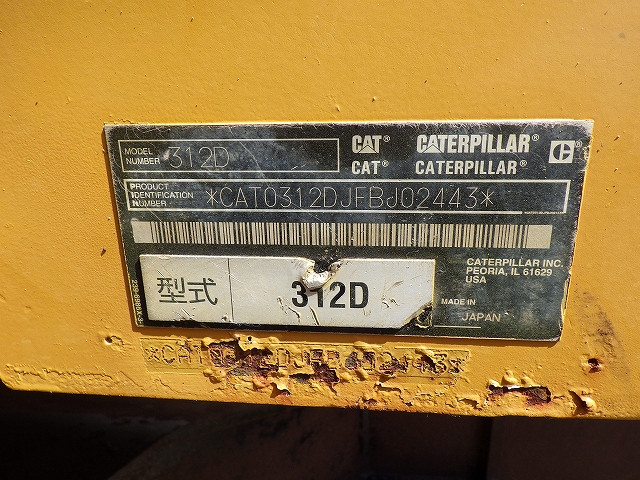 MODEL NUMBER 312D
CAT® CATERPILLAR®
CAT® CATERPILLAR®
PRODUCT IDENTIFICATION NUMBER *CAT0312DJFBJ02443*
CATERPILLAR INC.
PEORIA, IL 61629
USA
型式 312D
MADE IN
JAPAN